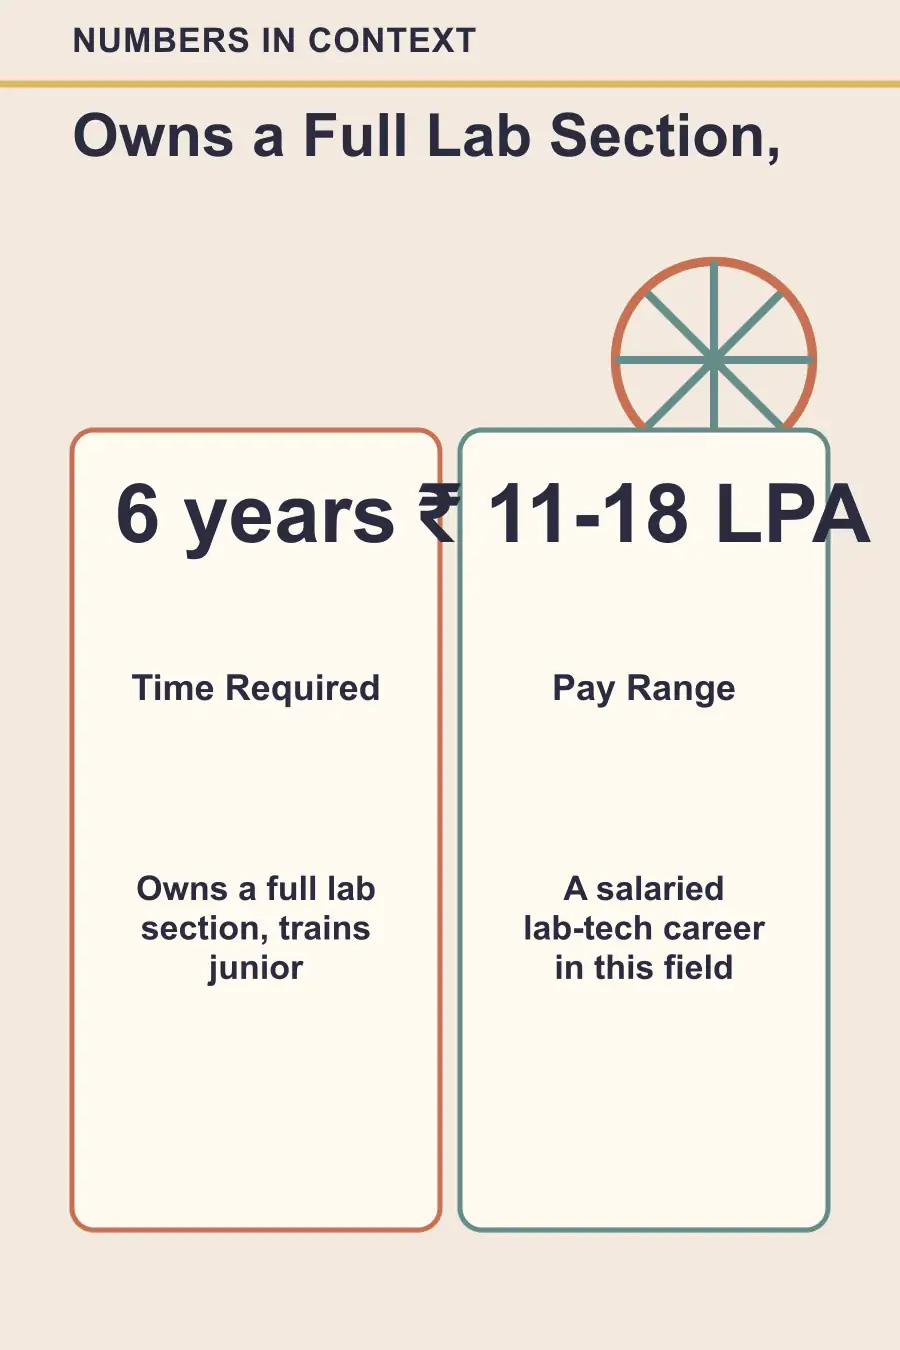 NUMBERS IN CONTEXT
Owns a Full Lab Section,
6 years
₹ 11-18 LPA
Time Required
Pay Range
Owns a full lab
section, trains
junior
A salaried
lab-tech career
in this field